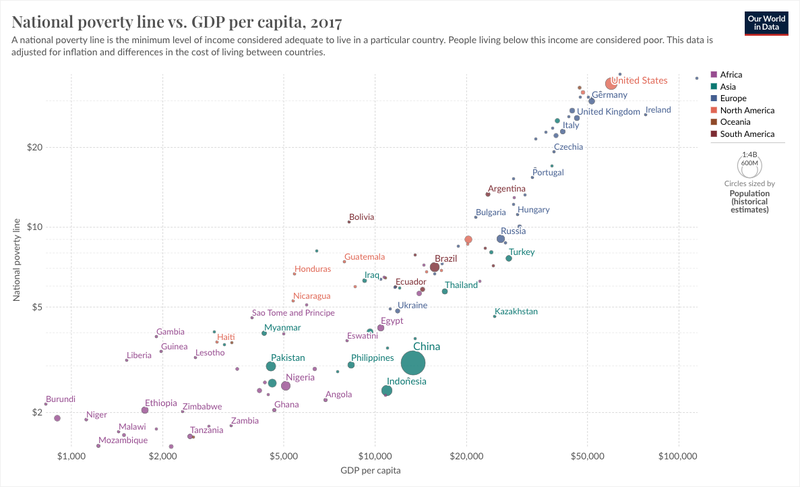 National poverty line vs. GDP per capita, 2017
A national poverty line is the minimum level of income considered adequate to live in a particular country. People living below this income are considered poor. This data is
adjusted for inflation and differences in the cost of living between countries.
Our World
in Data
United States
Germany
United Kingdom
Ireland
Italy
Czechia
Portugal
Argentina
Bulgaria
Hungary
Bolivia
Russia
Guatemala
Brazil
Turkey
Honduras
Iraq
Ecuador
Thailand
Nicaragua
Ukraine
Sao Tome and Principe
Kazakhstan
Egypt
Gambia
Haiti
Myanmar
Eswatini
Guinea
Liberia
Lesotho
China
Pakistan
Philippines
Nigeria
Indonesia
Burundi
Angola
Ethiopia
Zimbabwe
Ghana
Niger
Malawi
Zambia
Tanzania
Mozambique
National poverty line
$20
$10
$5
$2
$1,000
$2,000
$5,000
$10,000
$20,000
$50,000
$100,000
GDP per capita
Africa
Asia
Europe
North America
Oceania
South America
1:4B
600M
Circles sized by
Population
(historical
estimates)